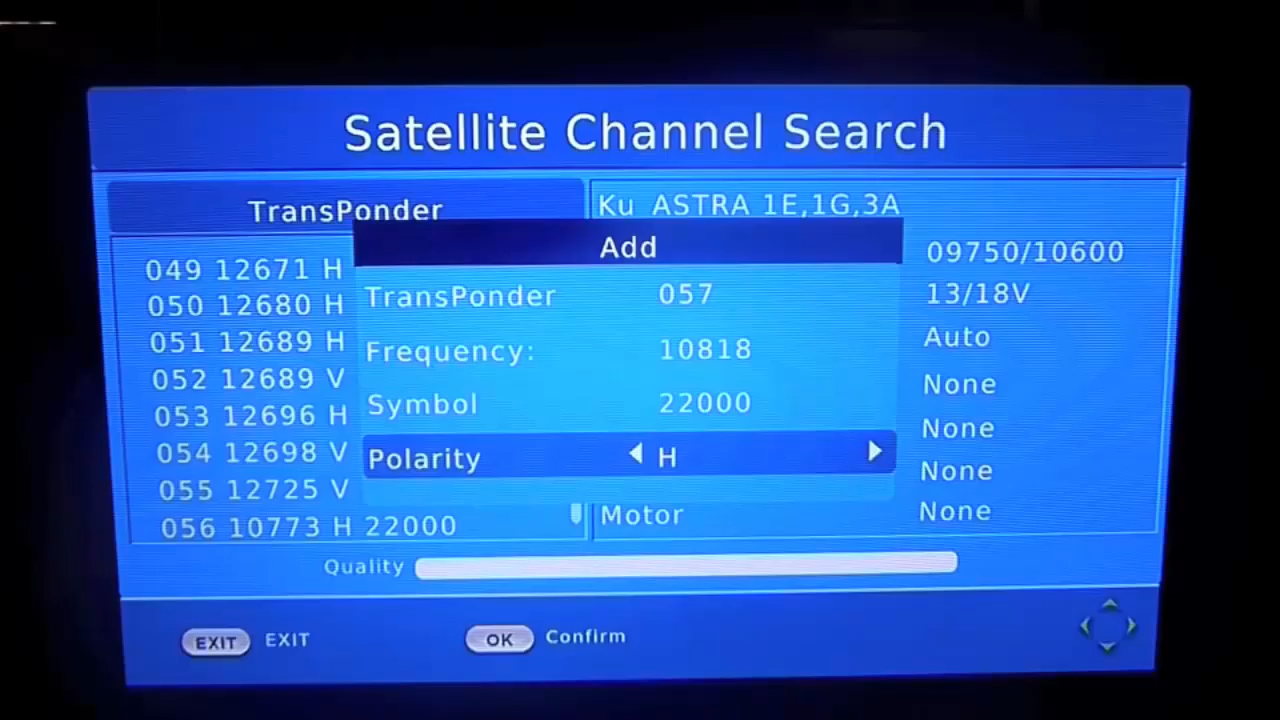 Satellite Channel Search
TransPonder
Ku ASTRA 1E,1G,3A
Add
049 12671 H
050 12680 H
051 12689 H
052 12689 V
053 12696 H
054 12698 V
055 12725 V
056 10773 H 22000
TransPonder 057
Frequency: 10818
Symbol 22000
Polarity H
09750/10600
13/18V
Auto
None
None
None
Motor None
Quality
EXIT EXIT
OK Confirm